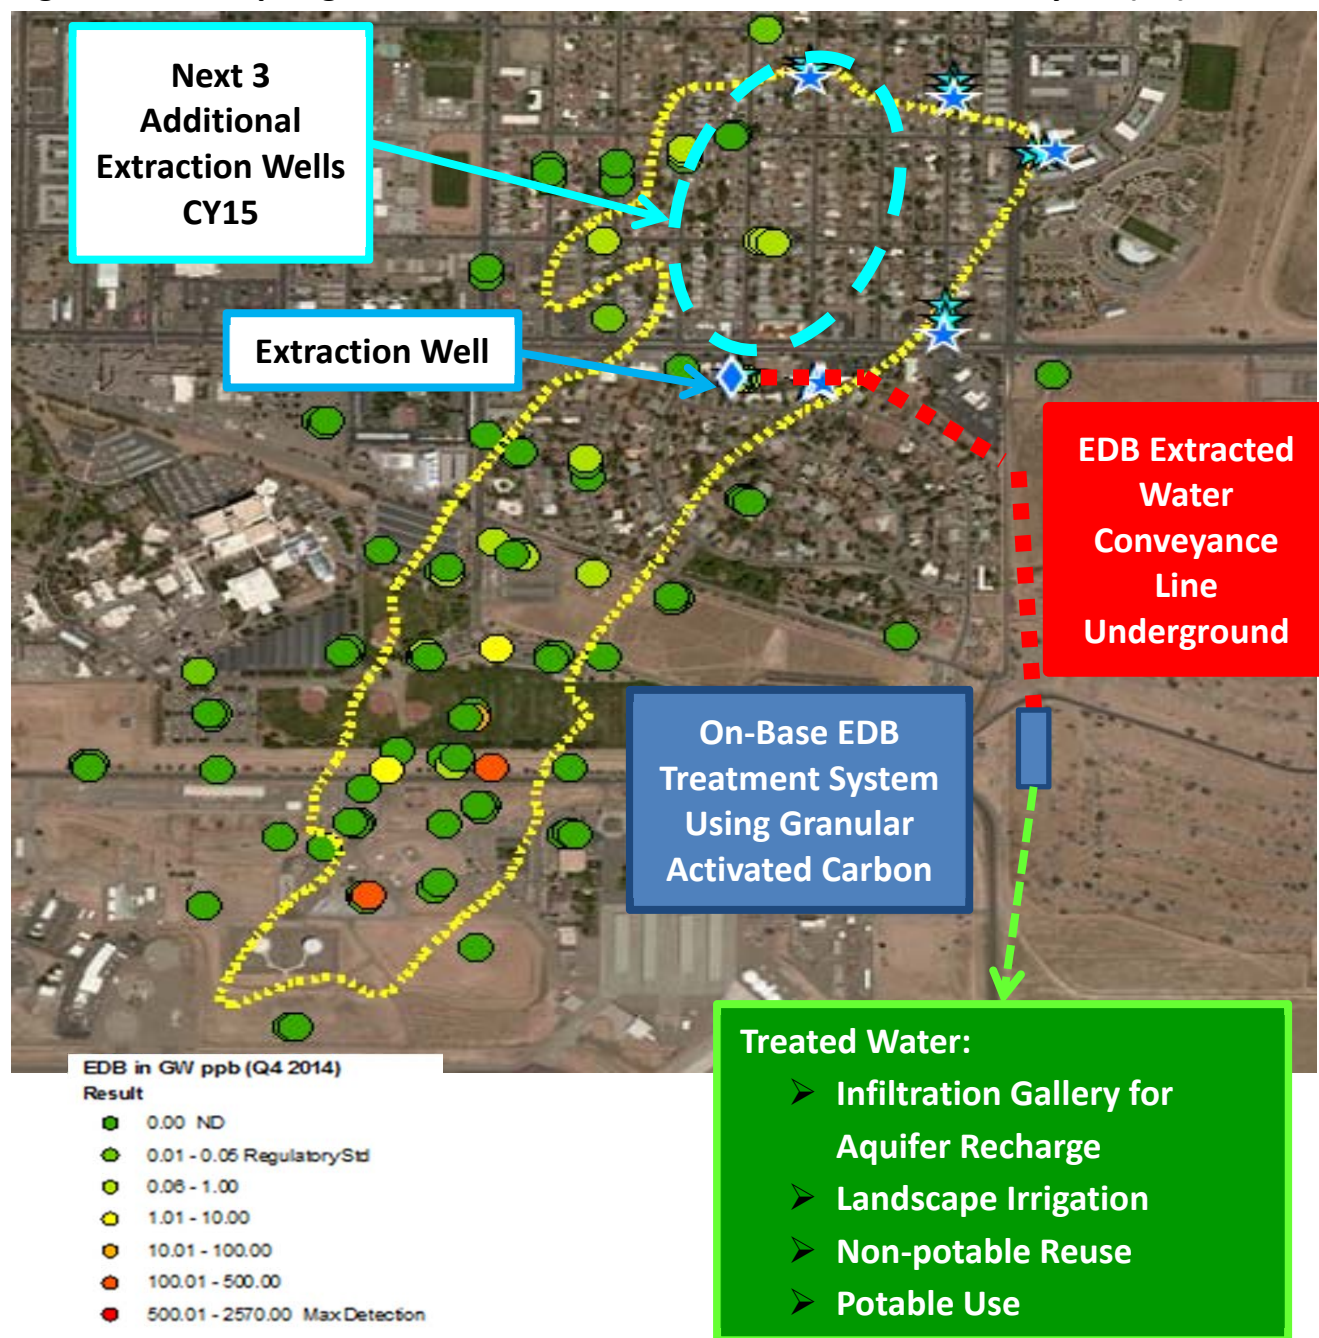 Next 3
Additional
Extraction Wells
CY15
Extraction Well
EDB Extracted
Water
Conveyance
Line
Underground
On-Base EDB
Treatment System
Using Granular
Activated Carbon
Treated Water:
➢ Infiltration Gallery for
Aquifer Recharge
➢ Landscape Irrigation
➢ Non-potable Reuse
➢ Potable Use
EDB in GW ppb (Q4 2014)
Result
0.00 ND
0.01 - 0.05 Regulatory Std
0.06 - 1.00
1.01 - 10.00
10.01 - 100.00
100.01 - 500.00
500.01 - 2570.00 Max Detection